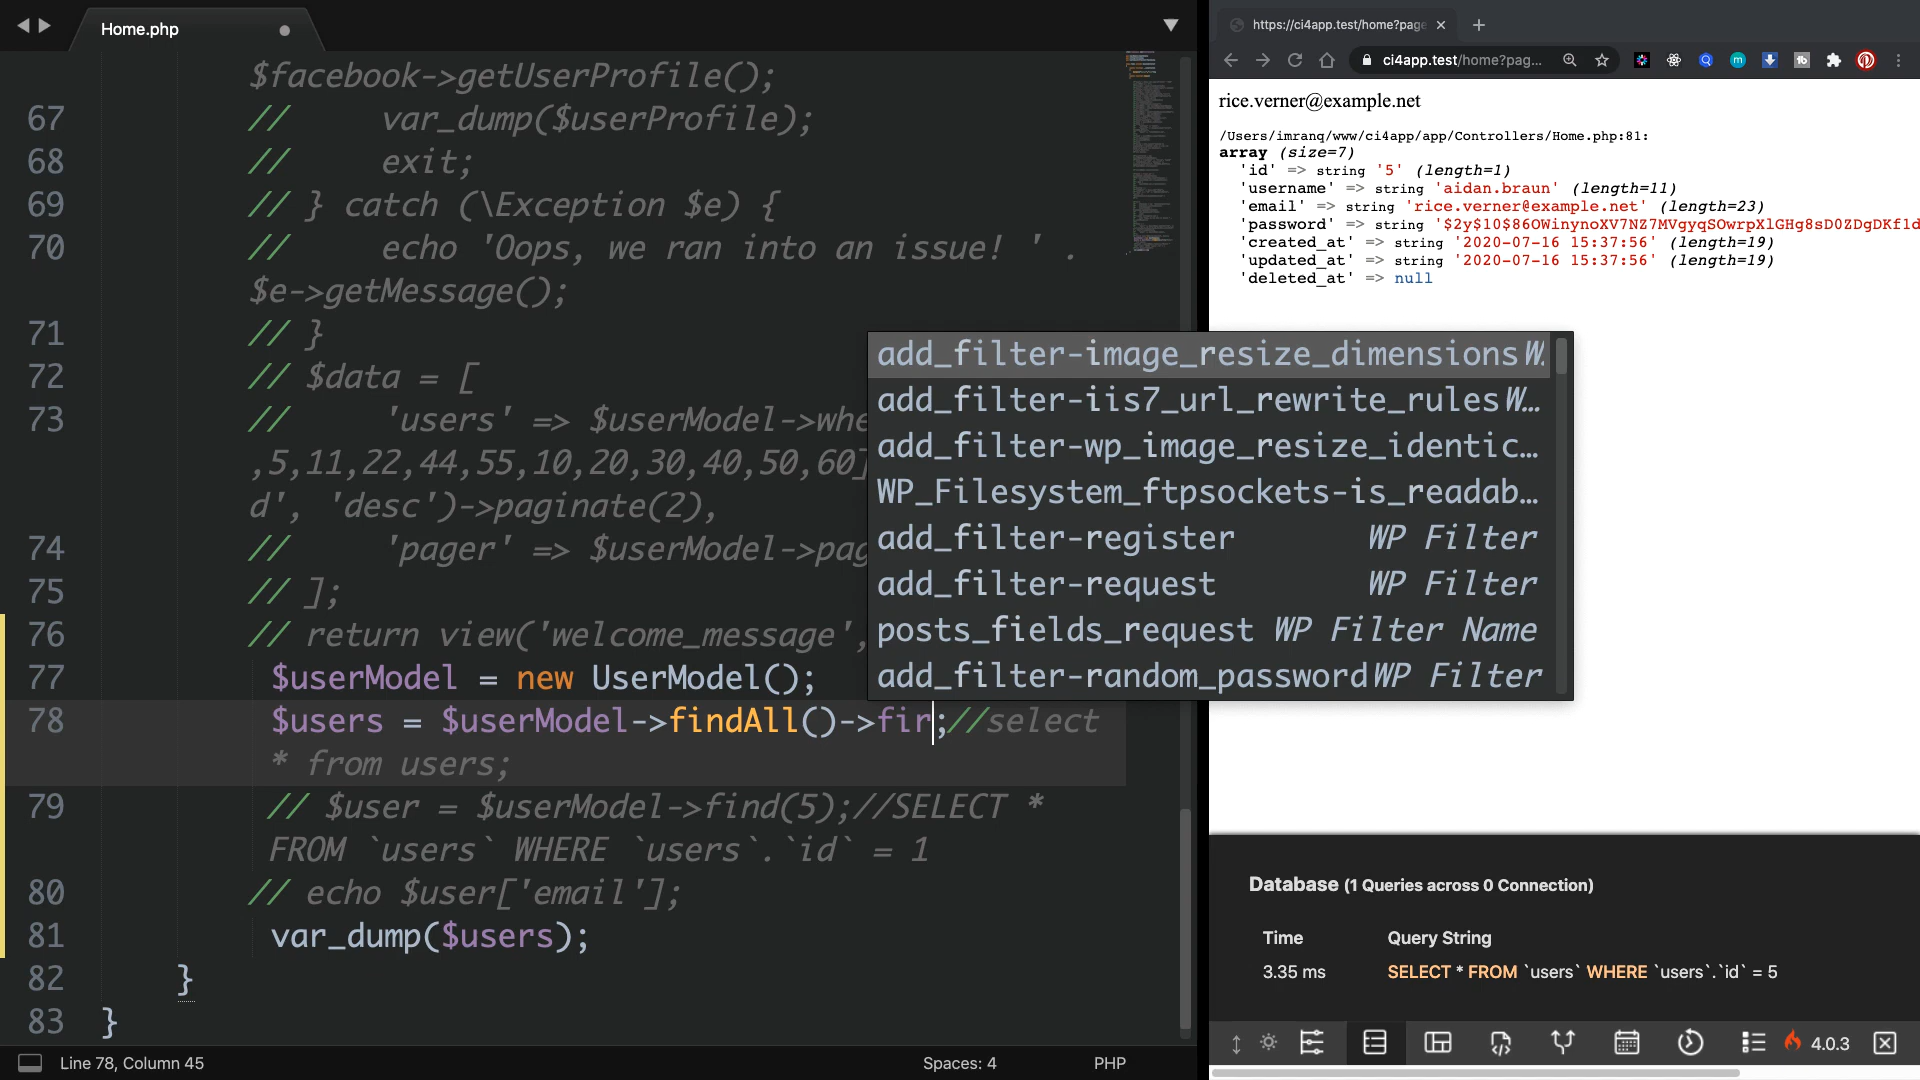 Home.php
$facebook->getUserProfile();
67 // var_dump($userProfile);
68 // exit;
69 // } catch (\Exception $e) {
70 // echo 'Oops, we ran into an issue! ' .
$e->getMessage();
71 // }
72 // $data = [
73 // 'users' => $userModel->whe
,5,11,22,44,55,10,20,30,40,50,60]
d', 'desc')->paginate(2),
74 // 'pager' => $userModel->pag
75 // ];
76 // return view('welcome_message',
77 $userModel = new UserModel();
78 $users = $userModel->findAll()->fir;//select
* from users;
79 // $user = $userModel->find(5);//SELECT *
FROM `users` WHERE `users`.`id` = 1
80 // echo $user['email'];
81 var_dump($users);
82 }
83 }
add_filter-image_resize_dimensions W.
add_filter-iis7_url_rewrite_rules W…
add_filter-wp_image_resize_identic…
WP_Filesystem_ftpsockets-is_readab…
add_filter-register WP Filter
add_filter-request WP Filter
posts_fields_request WP Filter Name
add_filter-random_password WP Filter
Line 78, Column 45
Spaces: 4
PHP
https://ci4app.test/home?page
ci4app.test/home?pag...
rice.verner@example.net
/Users/imranq/www/ci4app/app/Controllers/Home.php:81:
array (size=7)
'id' => string '5' (length=1)
'username' => string 'aidan.braun' (length=11)
'email' => string 'rice.verner@example.net' (length=23)
'password' => string '$2y$10$86OWinynoXV7NZ7MVgyqSOwrpXlGHg8sD0ZDgDKf1d
'created_at' => string '2020-07-16 15:37:56' (length=19)
'updated_at' => string '2020-07-16 15:37:56' (length=19)
'deleted_at' => null
Database (1 Queries across 0 Connection)
Time Query String
3.35 ms SELECT * FROM `users` WHERE `users`.`id` = 5
4.0.3